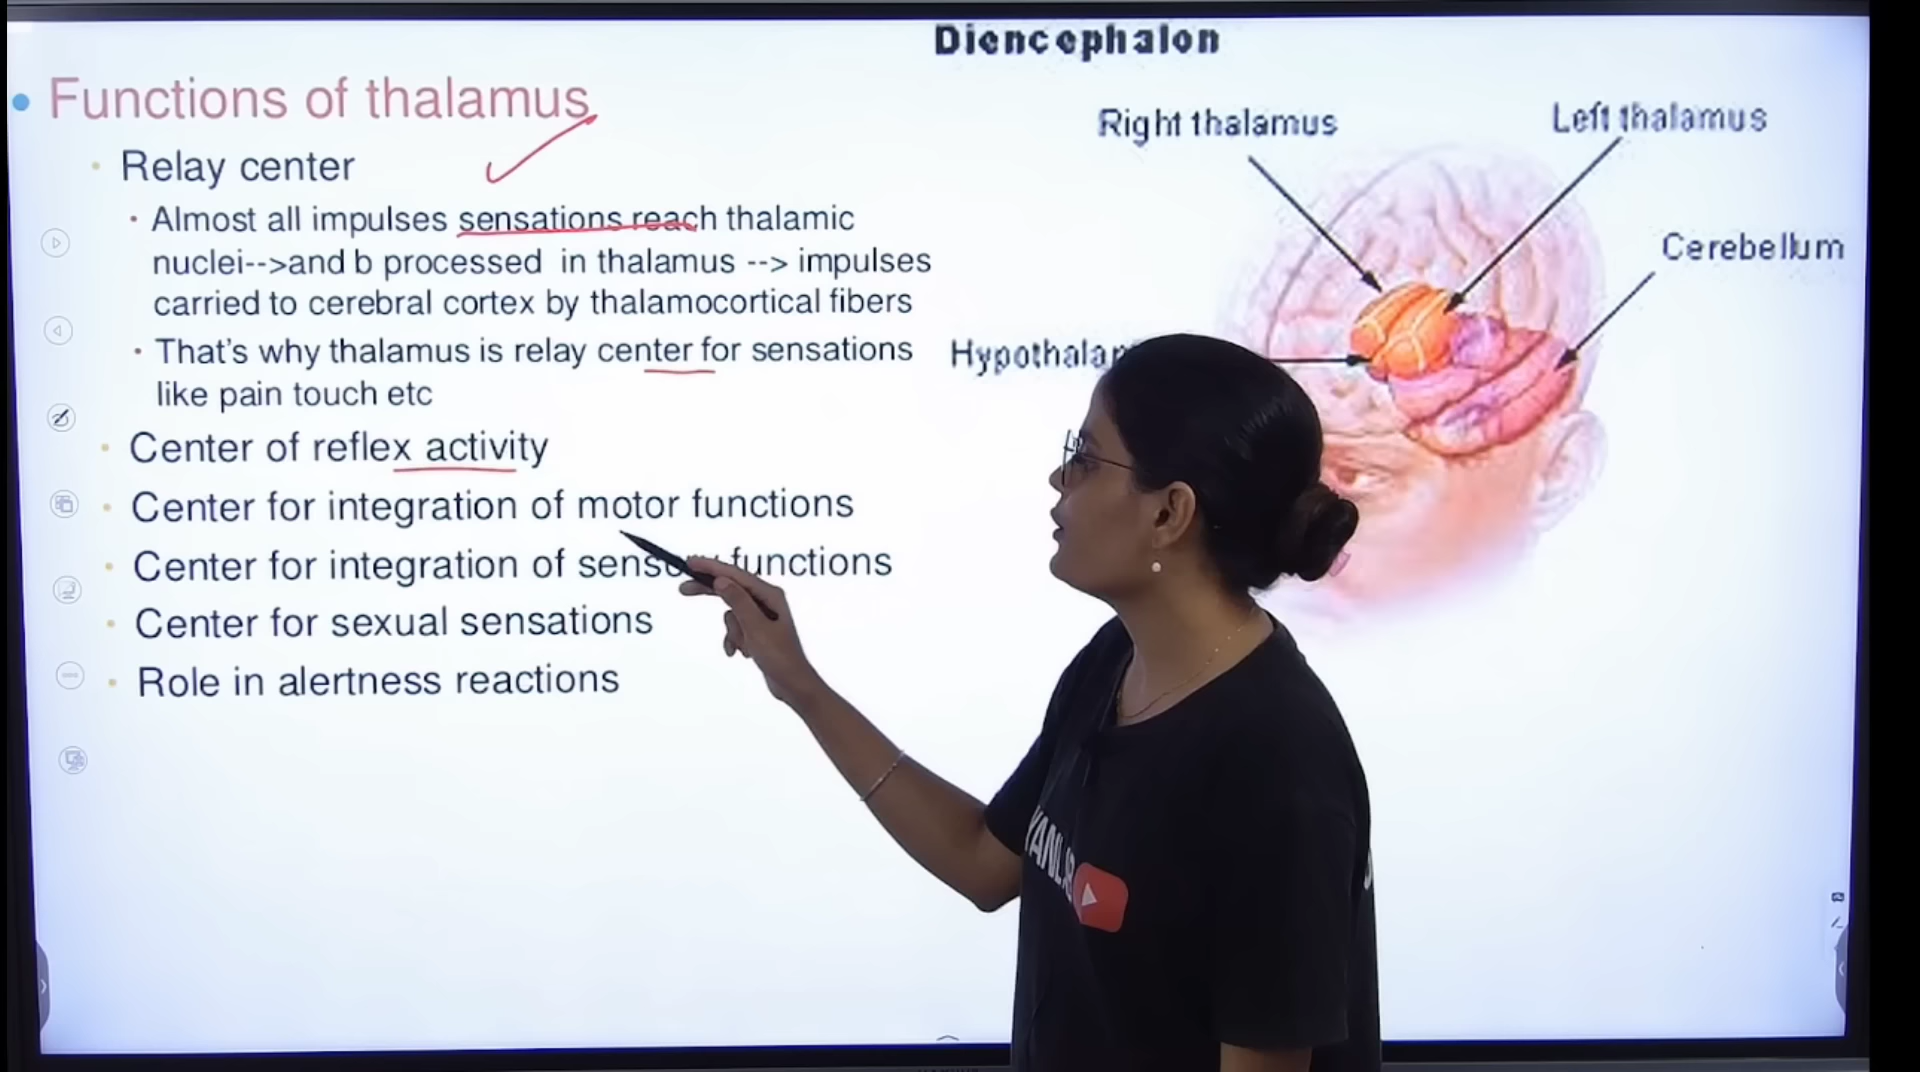 Diencephalon
Functions of thalamus
Relay center
Almost all impulses sensations reach thalamic
nuclei-->and b processed in thalamus --> impulses
carried to cerebral cortex by thalamocortical fibers
That's why thalamus is relay center for sensations
like pain touch etc
Center of reflex activity
Center for integration of motor functions
Center for integration of functions
Center for sexual sensations
Role in alertness reactions
Right thalamus
Left thalamus
Cerebellum